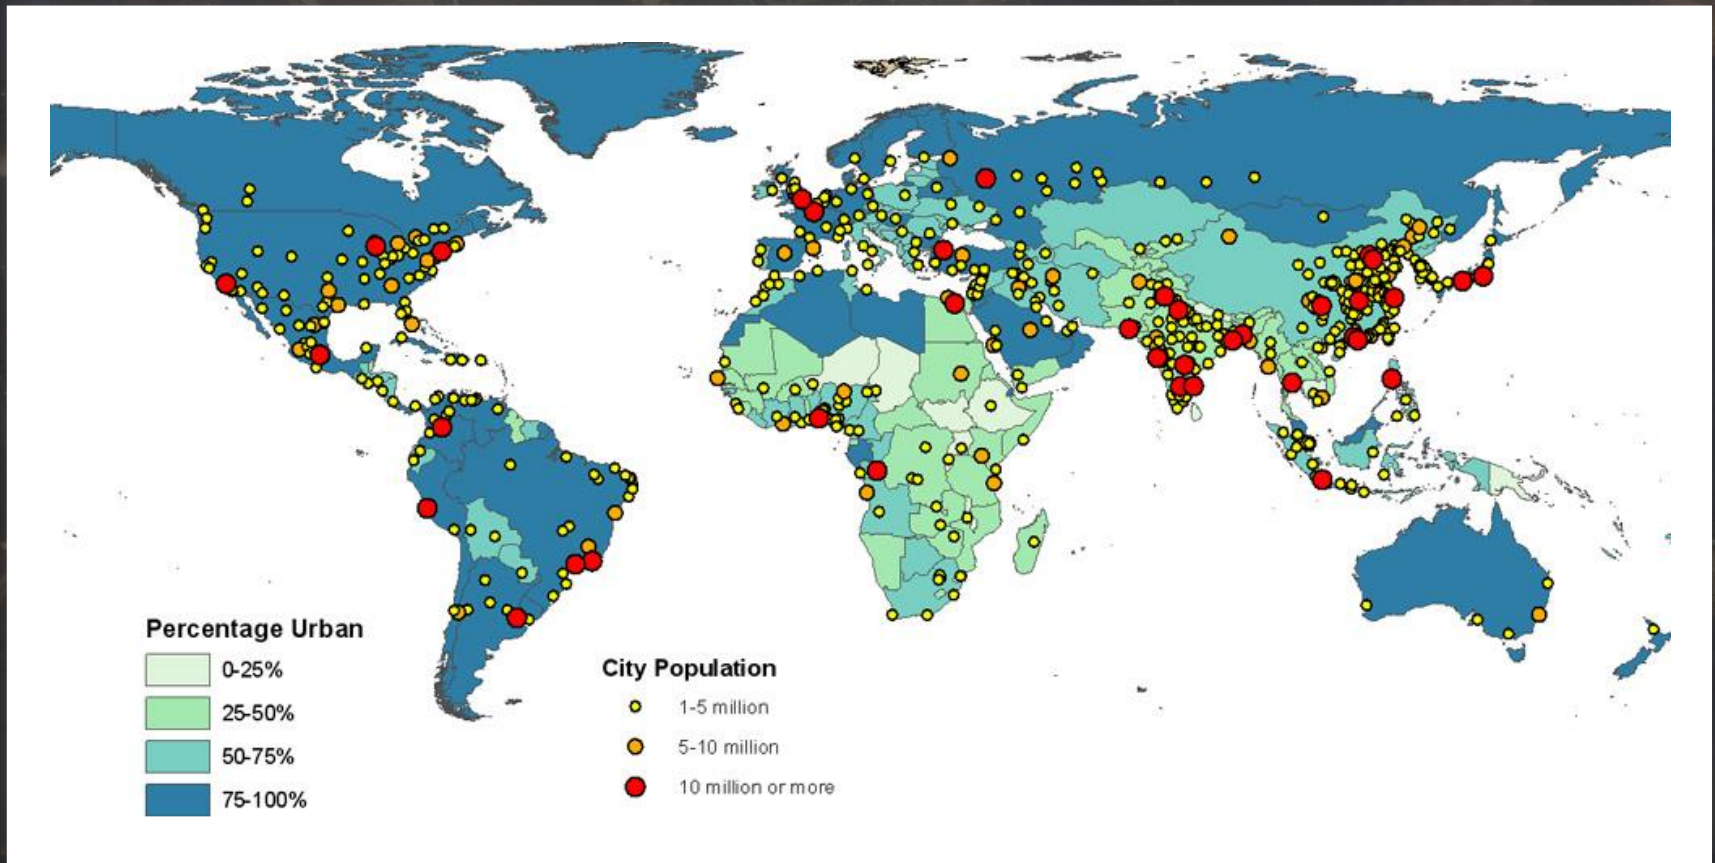 Percentage Urban
0-25%
25-50%
50-75%
75-100%
City Population
1-5 million
5-10 million
10 million or more